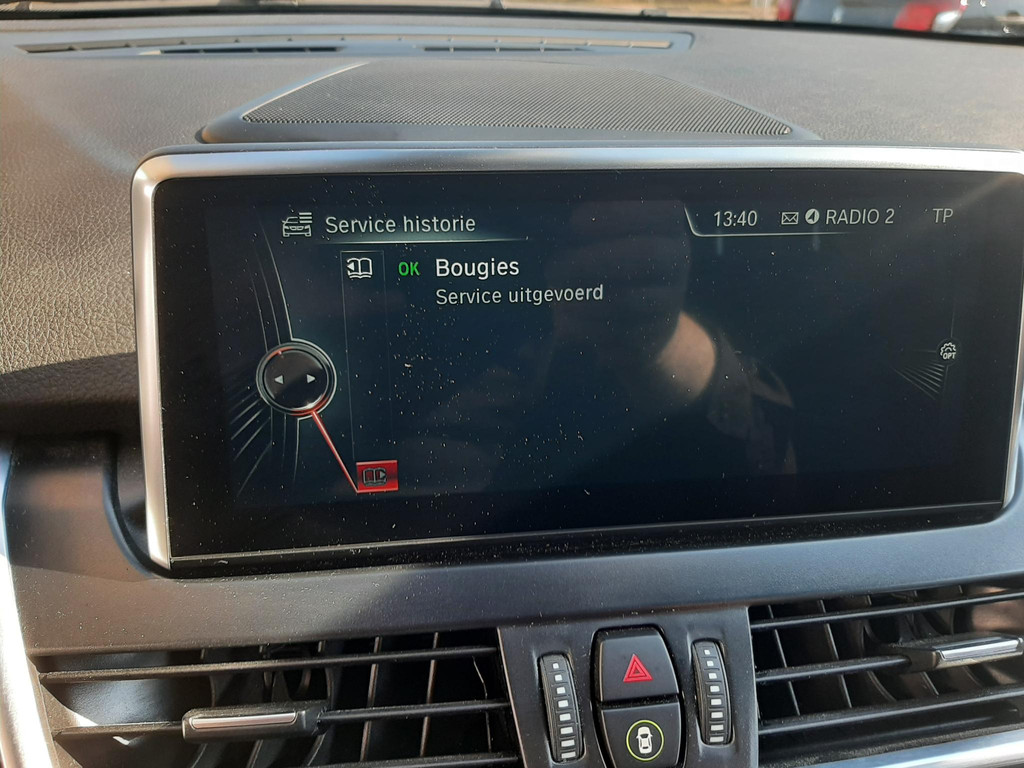 Service historie
13:40 RADIO 2 TP
OK Bougies
Service uitgevoerd
OPT